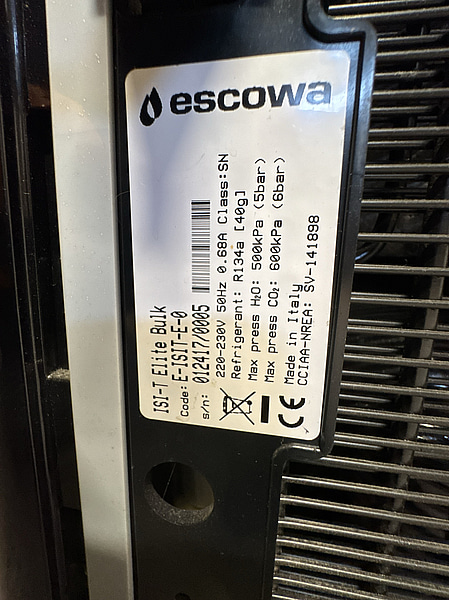 escowa
ISI-T Elite Bulk
Code: E-ISIT-E-0
s/n: 012417/0005
220-230V 50Hz 0.68A Class:SN
Refrigerant: R134a [40g]
Max press H₂O: 500kPa (5bar)
Max press CO₂: 600kPa (6bar)
Made in Italy
CCIAA-NREA: SV-141898
CE